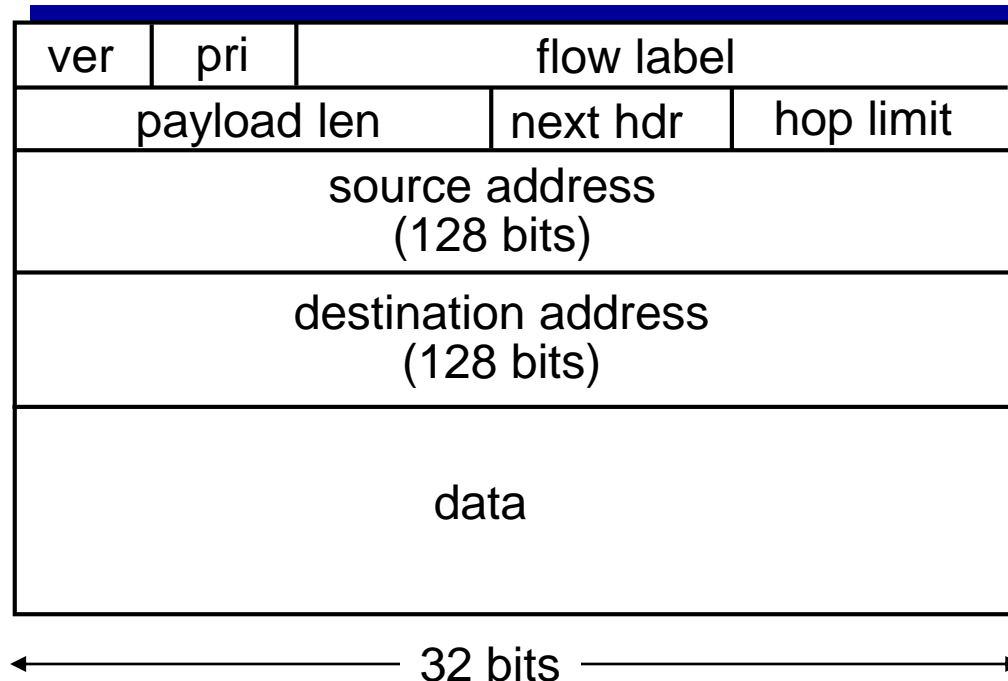 ver pri flow label
payload len next hdr hop limit
source address
(128 bits)
destination address
(128 bits)
data
32 bits